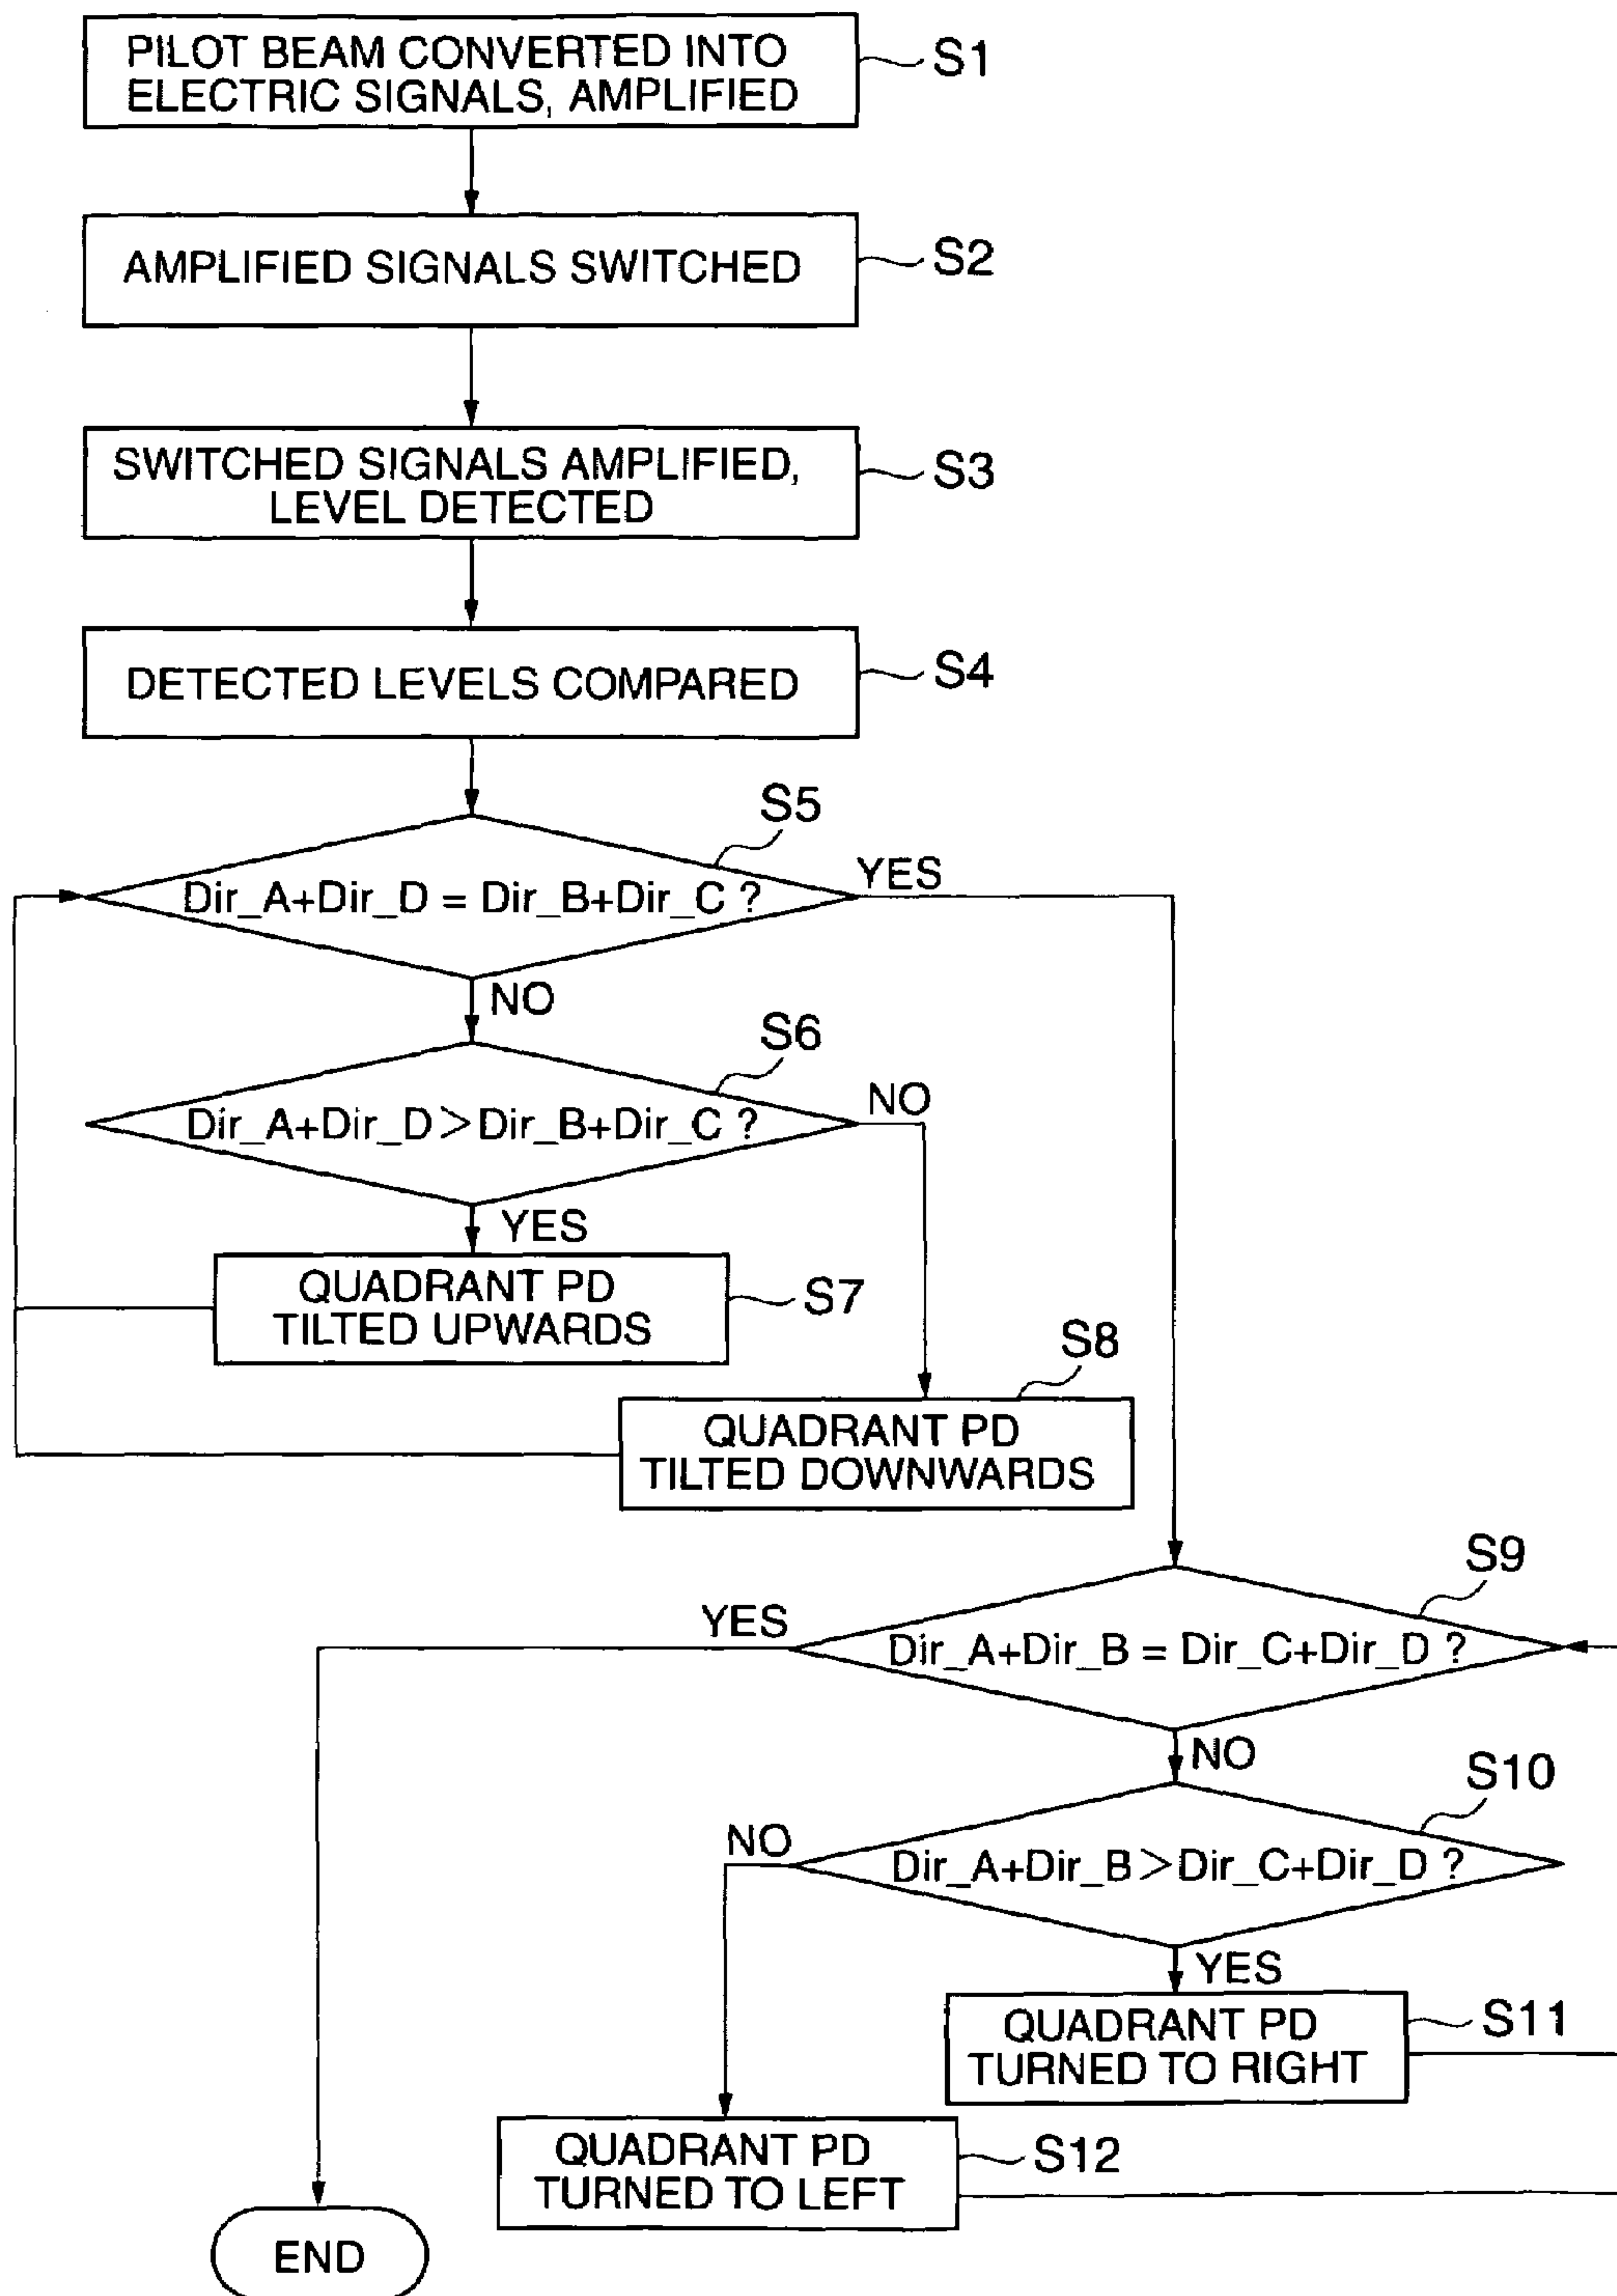 PILOT BEAM CONVERTED INTO
ELECTRIC SIGNALS, AMPLIFIED
S1
AMPLIFIED SIGNALS SWITCHED
S2
SWITCHED SIGNALS AMPLIFIED,
LEVEL DETECTED
S3
DETECTED LEVELS COMPARED
S4
S5
Dir_A+Dir_D = Dir_B+Dir_C ?
YES
NO
S6
Dir_A+Dir_D > Dir_B+Dir_C ?
NO
YES
QUADRANT PD
TILTED UPWARDS
S7
S8
QUADRANT PD
TILTED DOWNWARDS
S9
YES
Dir_A+Dir_B = Dir_C+Dir_D ?
NO
S10
NO
Dir_A+Dir_B > Dir_C+Dir_D ?
YES
QUADRANT PD
TURNED TO RIGHT
S11
QUADRANT PD
TURNED TO LEFT
S12
END